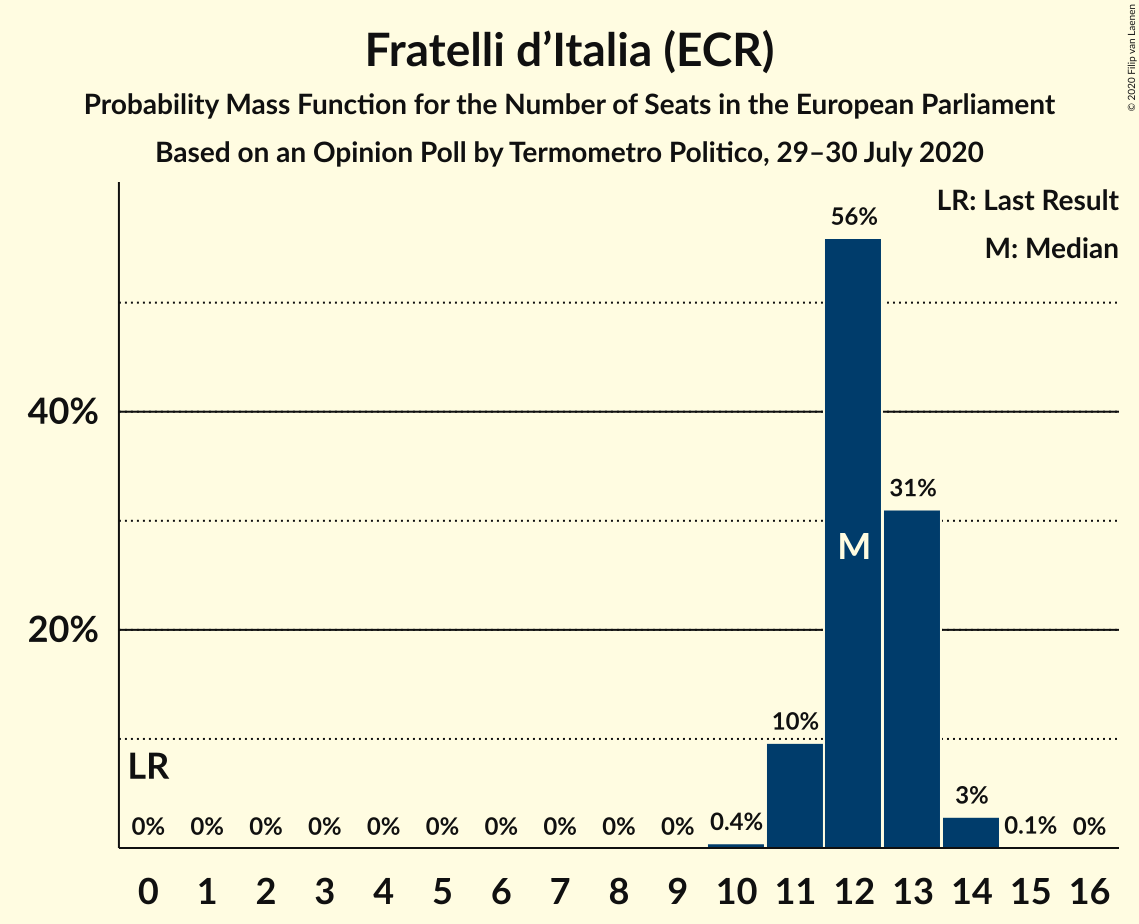 Fratelli d’Italia (ECR)
Probability Mass Function for the Number of Seats in the European Parliament
Based on an Opinion Poll by Termometro Politico, 29–30 July 2020
© 2020 Filip van Laenen
LR: Last Result
M: Median
40%
20%
56%
31%
M
10%
LR
3%
0% 0% 0% 0% 0% 0% 0% 0% 0% 0% 0.4% 0.1% 0%
0 1 2 3 4 5 6 7 8 9 10 11 12 13 14 15 16